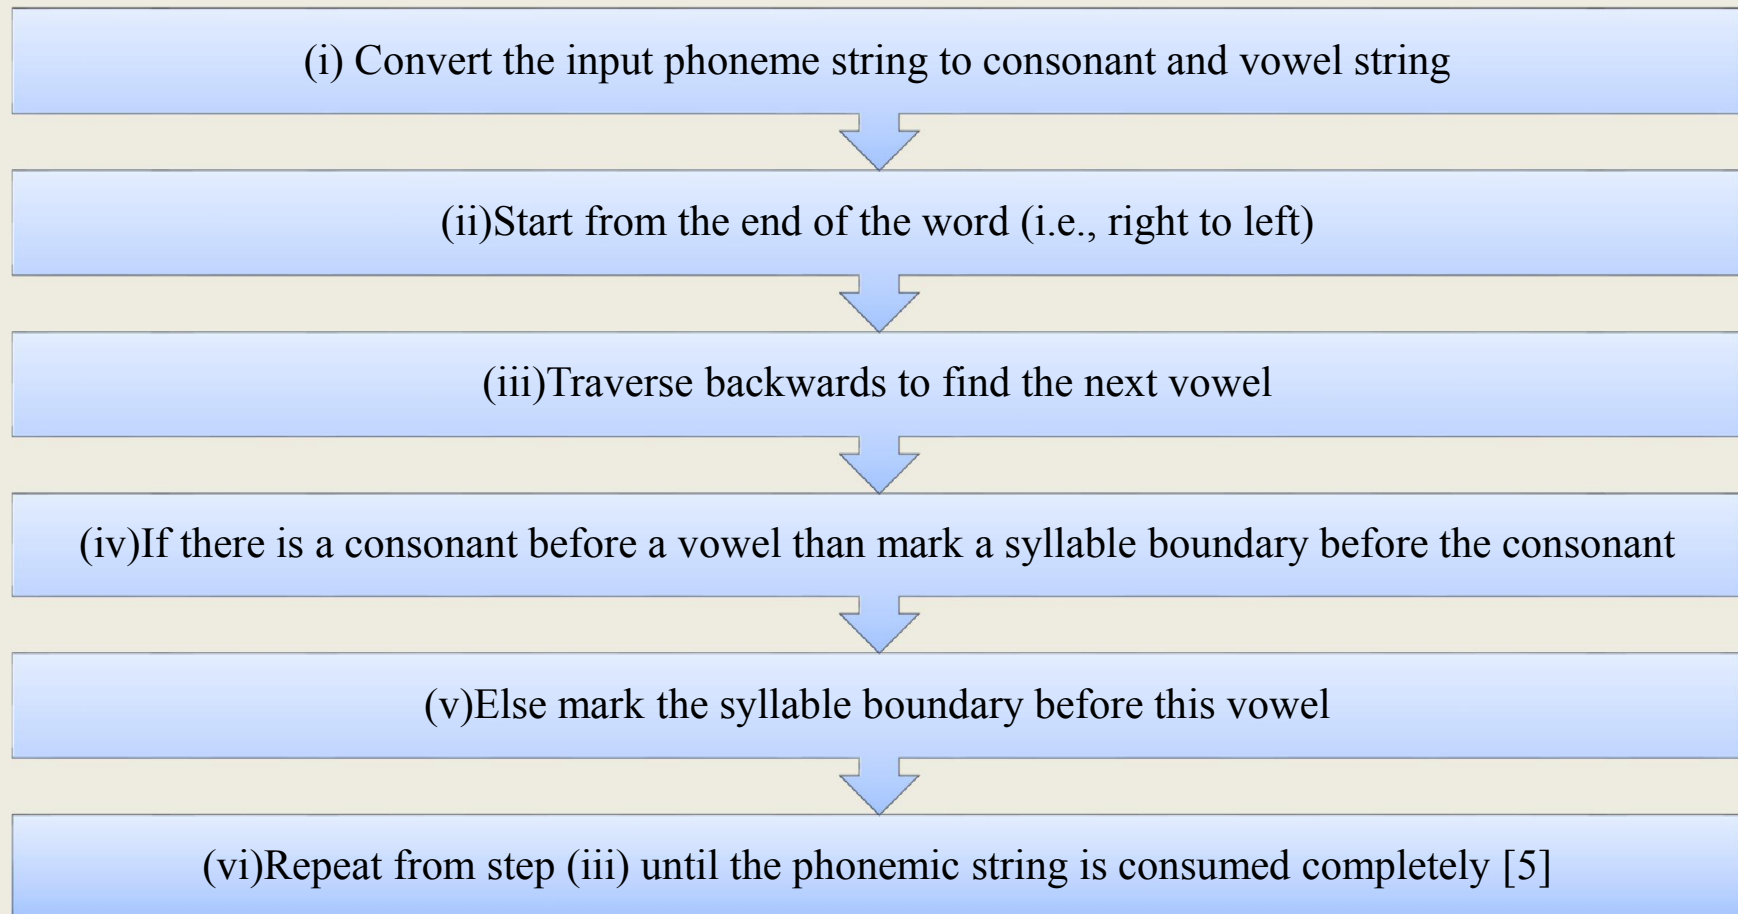 (i) Convert the input phoneme string to consonant and vowel string
(ii)Start from the end of the word (i.e., right to left)
(iii)Traverse backwards to find the next vowel
(iv)If there is a consonant before a vowel than mark a syllable boundary before the consonant
(v)Else mark the syllable boundary before this vowel
(vi)Repeat from step (iii) until the phonemic string is consumed completely [5]